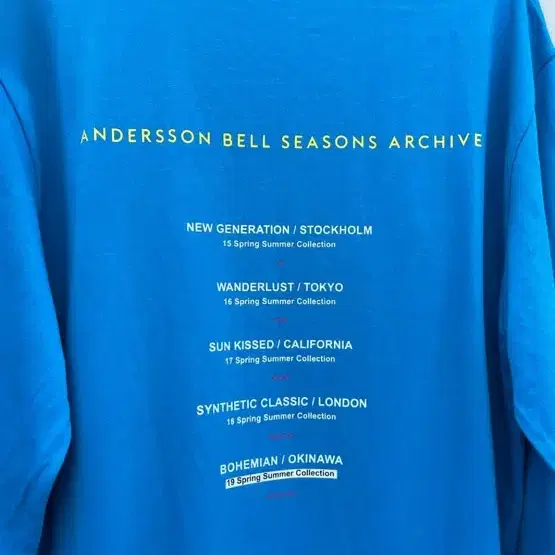 ANDERSSON BELL SEASONS ARCHIVE
NEW GENERATION / STOCKHOLM
15 Spring Summer Collection
WANDERLUST / TOKYO
16 Spring Summer Collection
SUN KISSED / CALIFORNIA
17 Spring Summer Collection
SYNTHETIC CLASSIC / LONDON
18 Spring Summer Collection
BOHEMIAN / OKINAWA
19 Spring Summer Collection